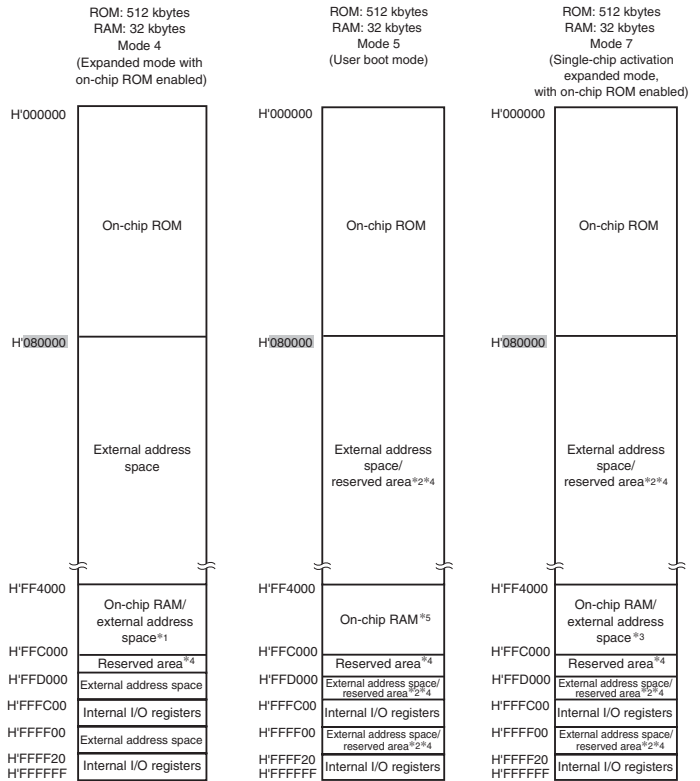 ROM: 512 kbytes
RAM: 32 kbytes
Mode 4
(Expanded mode with
on-chip ROM enabled)
H'000000
On-chip ROM
H'080000
External address
space
H'FF4000
On-chip RAM/
external address
space*1
H'FFC000
Reserved area*4
H'FFD000
External address space
H'FFFC00
Internal I/O registers
H'FFFF00
External address space
H'FFFF20
Internal I/O registers
H'FFFFFF
ROM: 512 kbytes
RAM: 32 kbytes
Mode 5
(User boot mode)
H'000000
On-chip ROM
H'080000
External address
space/
reserved area*2*4
H'FF4000
On-chip RAM*5
H'FFC000
Reserved area*4
H'FFD000
External address space/
reserved area*2*4
H'FFFC00
Internal I/O registers
H'FFFF00
External address space/
reserved area*2*4
H'FFFF20
Internal I/O registers
H'FFFFFF
ROM: 512 kbytes
RAM: 32 kbytes
Mode 7
(Single-chip activation
expanded mode,
with on-chip ROM enabled)
H'000000
On-chip ROM
H'080000
External address
space/
reserved area*2*4
H'FF4000
On-chip RAM/
external address
space*3
H'FFC000
Reserved area*4
H'FFD000
External address space/
reserved area*2*4
H'FFFC00
Internal I/O registers
H'FFFF00
External address space/
reserved area*2*4
H'FFFF20
Internal I/O registers
H'FFFFFF